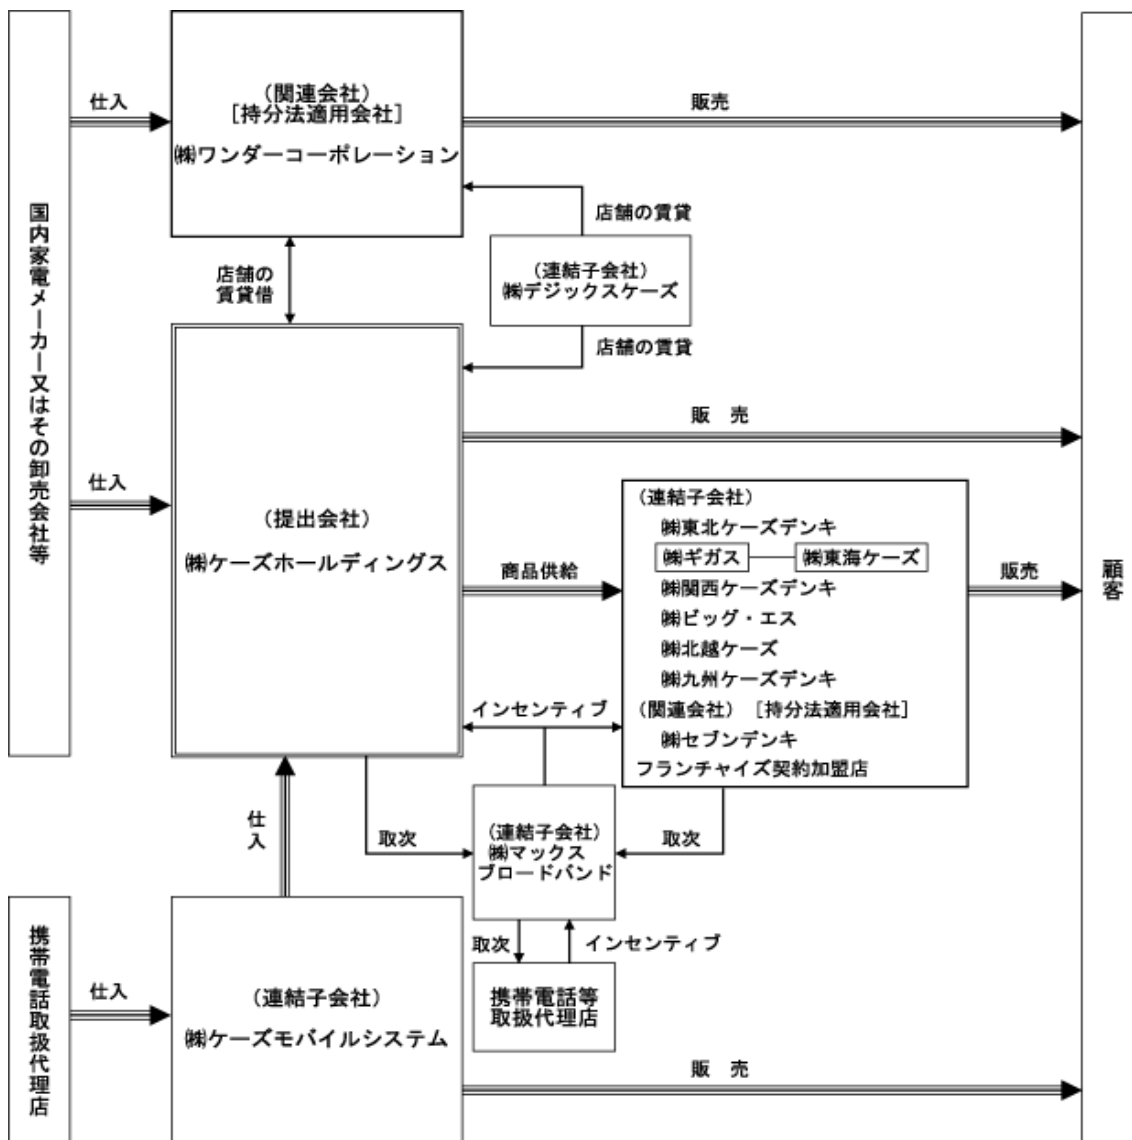 国内家電メーカー又はその卸売会社等
仕入
（関連会社）
［持分法適用会社］
㈱ワンダーコーポレーション
販売
店舗の賃貸
（連結子会社）
㈱デジックスケーズ
店舗の賃貸
店舗の
賃貸借
仕入
（提出会社）
㈱ケーズホールディングス
販　売
商品供給
（連結子会社）
㈱東北ケーズデンキ
㈱ギガス
㈱東海ケーズ
㈱関西ケーズデンキ
㈱ビッグ・エス
㈱北越ケーズ
㈱九州ケーズデンキ
（関連会社）［持分法適用会社］
㈱セブンデンキ
フランチャイズ契約加盟店
販売
顧客
インセンティブ
仕入
取次
（連結子会社）
㈱マックス
ブロードバンド
取次
取次
インセンティブ
携帯電話等
取扱代理店
携帯電話取扱代理店
仕入
（連結子会社）
㈱ケーズモバイルシステム
販　売